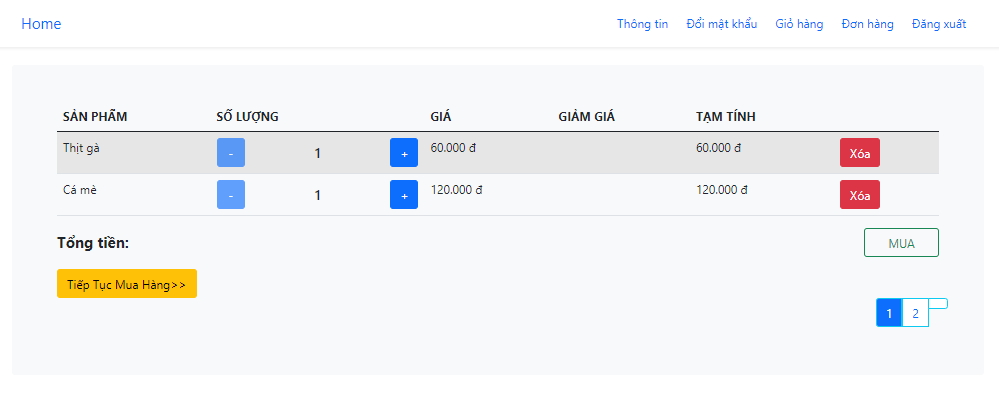 Home Thông tin Đổi mật khẩu Giỏ hàng Đơn hàng Đăng xuất
SẢN PHẨM SỐ LƯỢNG GIÁ GIẢM GIÁ TẠM TÍNH
Thịt gà - 1 + 60.000 đ 60.000 đ Xóa
Cá mè - 1 + 120.000 đ 120.000 đ Xóa
Tổng tiền: MUA
Tiếp Tục Mua Hàng>>
1 2